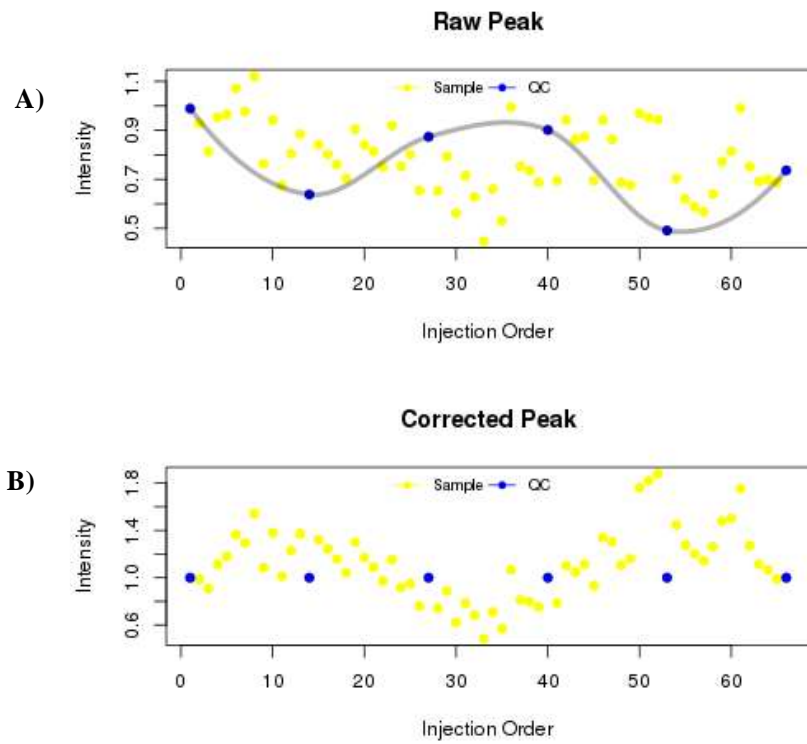 Raw Peak
A)
Sample QC
Intensity
0.5 0.7 0.9 1.1
0 10 20 30 40 50 60
Injection Order
Corrected Peak
B)
Sample QC
Intensity
0.6 1.0 1.4 1.8
0 10 20 30 40 50 60
Injection Order